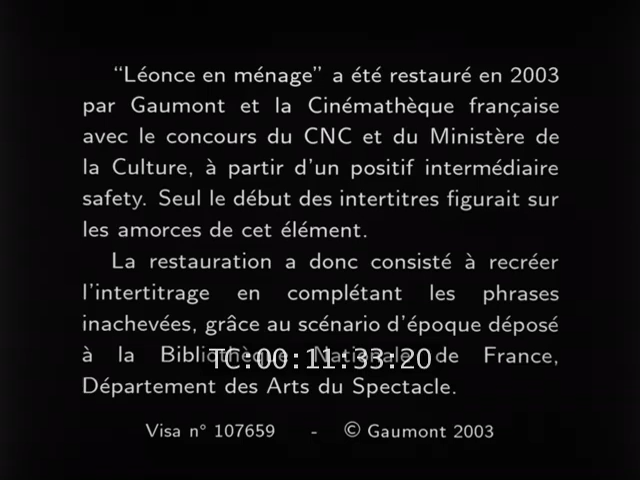 “Léonce en ménage” a été restauré en 2003
par Gaumont et la Cinémathèque française
avec le concours du CNC et du Ministère de
la Culture, à partir d’un positif intermédiaire
safety. Seul le début des intertitres figurait sur
les amorces de cet élément.
La restauration a donc consisté à recréer
l’intertitrage en complétant les phrases
inachevées, grâce au scénario d’époque déposé
à la Bibliothèque Nationale de France,
TC:00:11:33:20
Département des Arts du Spectacle.
Visa n° 107659 - © Gaumont 2003